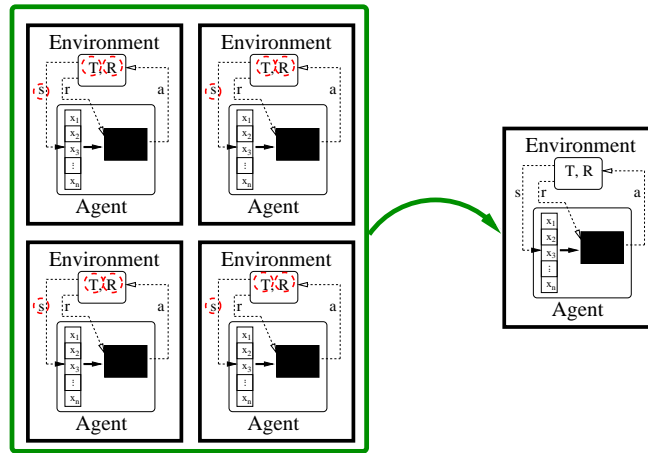 Environment
T, R
s
r
a
x1
x2
x3
⋮
xn
Agent
Environment
T, R
s
r
a
x1
x2
x3
⋮
xn
Agent
Environment
T, R
s
r
a
x1
x2
x3
⋮
xn
Agent
Environment
T, R
s
r
a
x1
x2
x3
⋮
xn
Agent
Environment
T, R
s
r
a
x1
x2
x3
⋮
xn
Agent